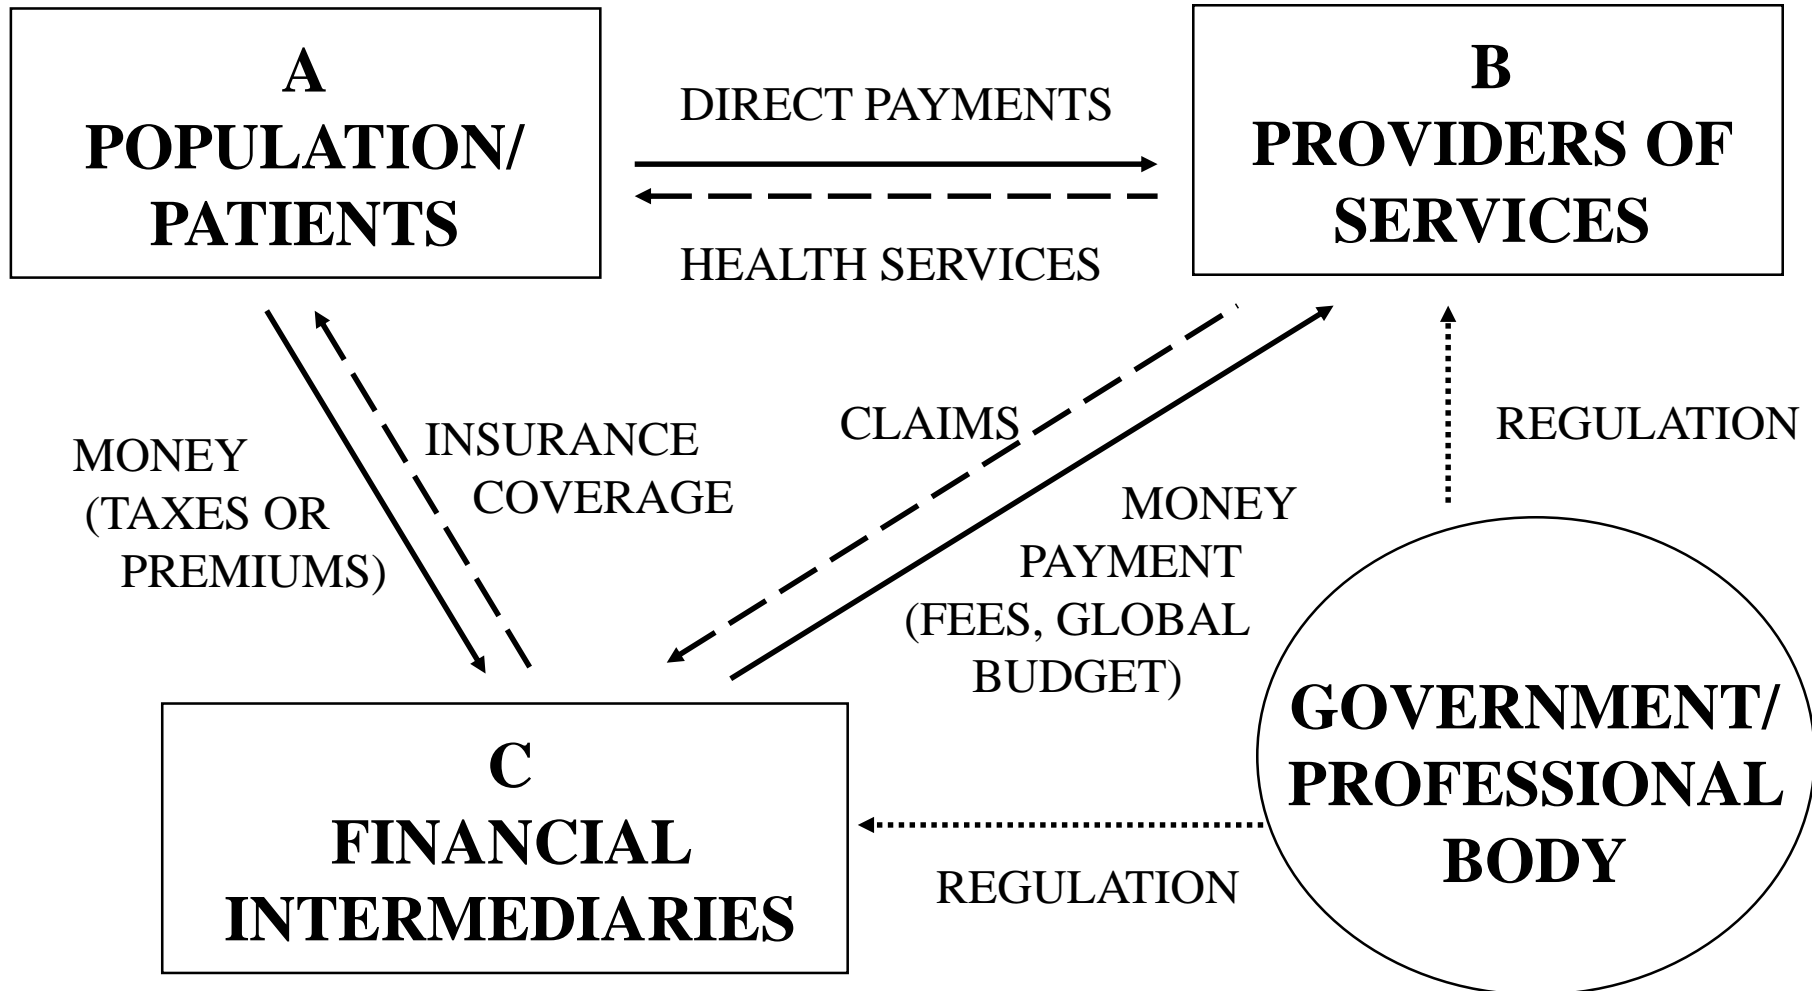 A
POPULATION/
PATIENTS
DIRECT PAYMENTS
HEALTH SERVICES
B
PROVIDERS OF
SERVICES
MONEY
(TAXES OR
PREMIUMS)
INSURANCE
COVERAGE
CLAIMS
MONEY
PAYMENT
(FEES, GLOBAL
BUDGET)
REGULATION
C
FINANCIAL
INTERMEDIARIES
REGULATION
GOVERNMENT/
PROFESSIONAL
BODY